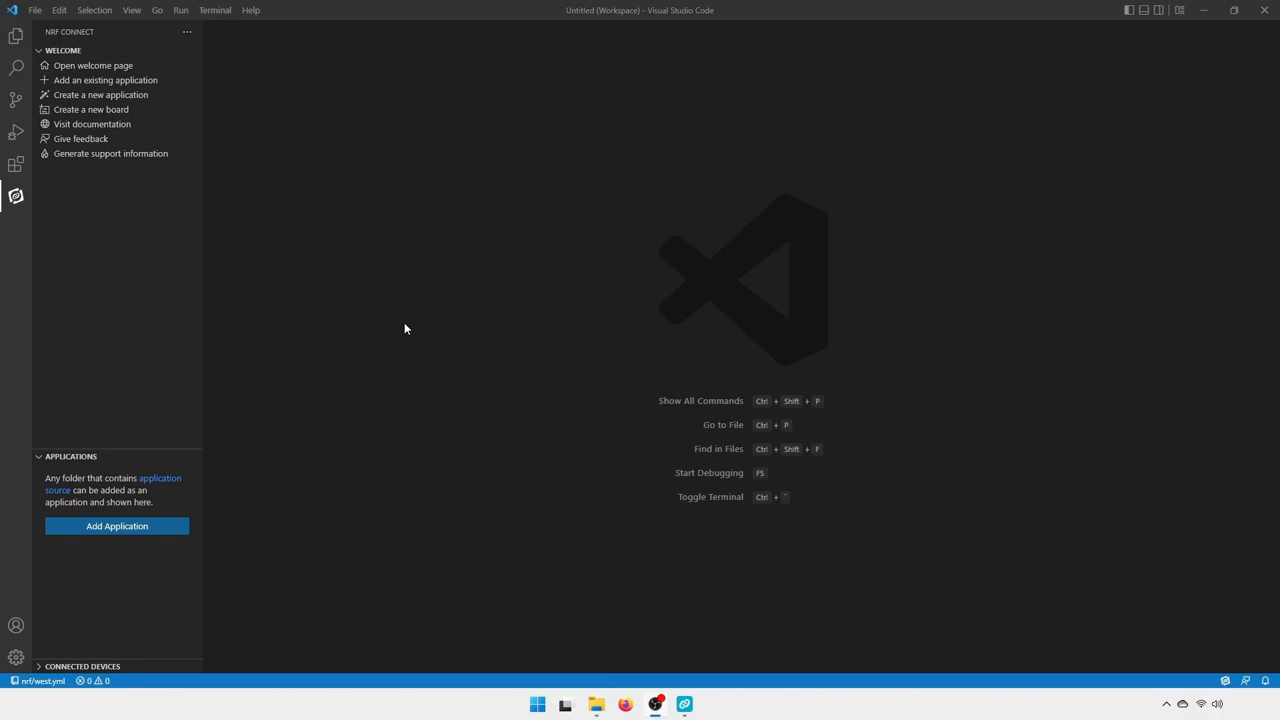 File Edit Selection View Go Run Terminal Help
Untitled (Workspace) - Visual Studio Code
NRF CONNECT
WELCOME
Open welcome page
Add an existing application
Create a new application
Create a new board
Visit documentation
Give feedback
Generate support information
Show All Commands Ctrl + Shift + P
Go to File Ctrl + P
Find in Files Ctrl + Shift + F
Start Debugging F5
Toggle Terminal Ctrl + `
APPLICATIONS
Any folder that contains application
source can be added as an
application and shown here.
Add Application
CONNECTED DEVICES
nrf/west.yml 0 0